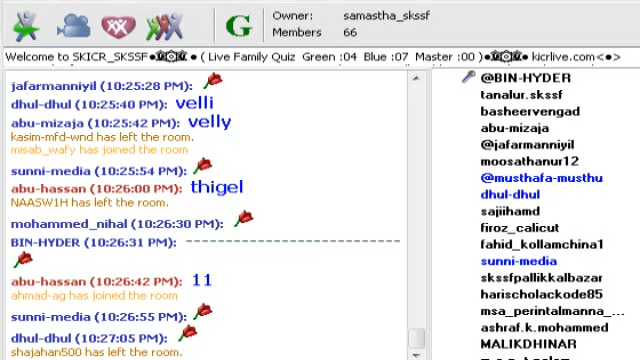 G
Owner: samastha_skssf
Members 66
Welcome to SKICR_SKSSF ( Live Family Quiz Green :04 Blue :07 Master :00 ) kicrlive.com<●>
jafarmanniyil (10:25:28 PM):
dhul-dhul (10:25:40 PM): velli
abu-mizaja (10:25:42 PM): velly
kasim-mfd-wnd has left the room.
misab_wafy has joined the room
sunni-media (10:25:54 PM):
abu-hassan (10:26:00 PM): thigel
NAASW1H has left the room.
mohammed_nihal (10:26:30 PM):
BIN-HYDER (10:26:31 PM): --------------------------------
abu-hassan (10:26:42 PM): 11
ahmad-ag has joined the room
sunni-media (10:26:55 PM):
dhul-dhul (10:27:05 PM):
shajahan500 has left the room.
@BIN-HYDER
tanalur.skssf
basheervengad
abu-mizaja
@jafarmanniyil
moosathanur12
@musthafa-musthu
dhul-dhul
sajiihamd
firoz_calicut
fahid_kollamchina1
sunni-media
skssfpallikkalbazar
harischolackode85
msa_perintalmanna_...
ashraf.k.mohammed
MALIKDHINAR